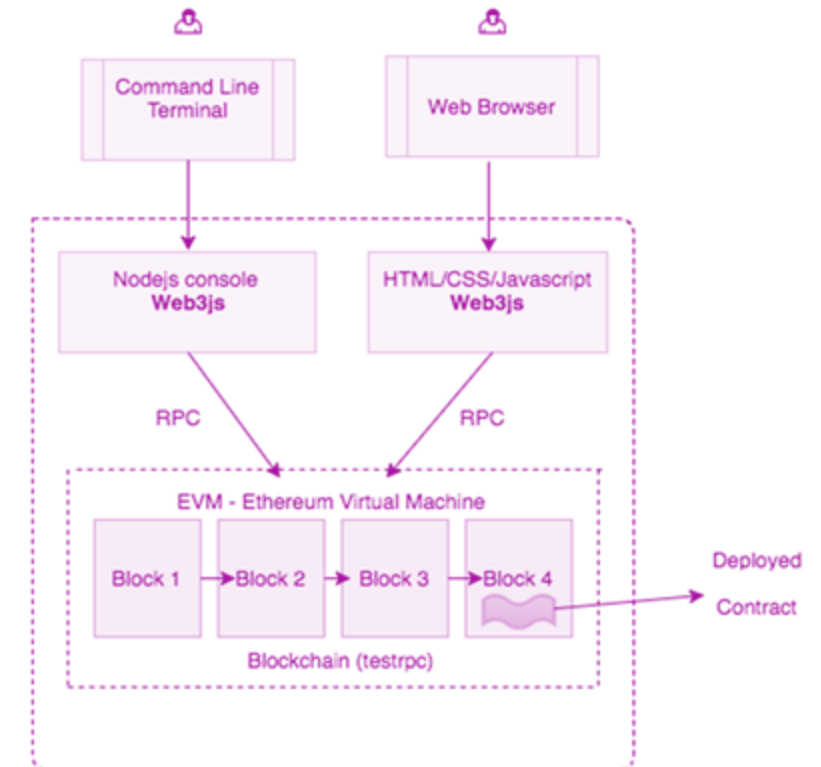 Command Line
Terminal
Web Browser
Nodejs console
Web3js
HTML/CSS/Javascript
Web3js
RPC
RPC
EVM - Ethereum Virtual Machine
Block 1
Block 2
Block 3
Block 4
Deployed
Contract
Blockchain (testrpc)